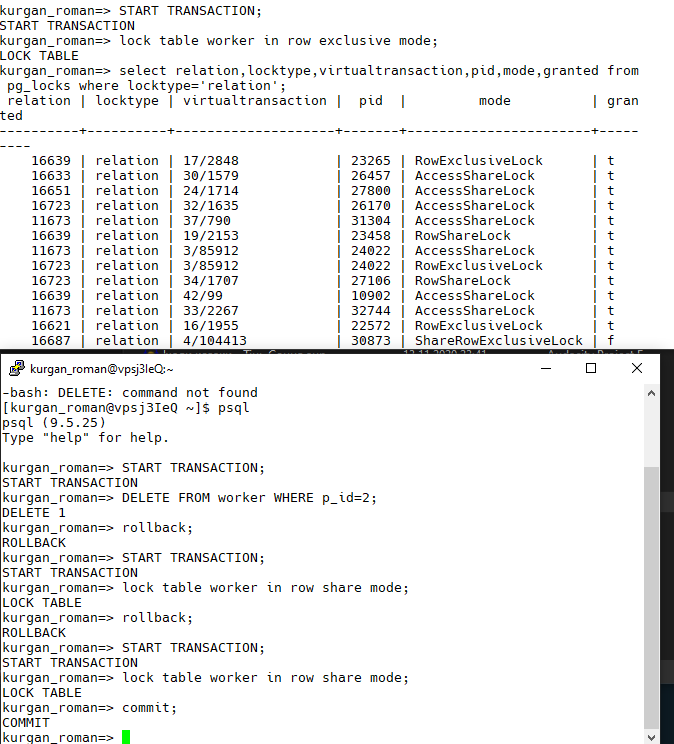 kurgan_roman=> START TRANSACTION;
START TRANSACTION
kurgan_roman=> lock table worker in row exclusive mode;
LOCK TABLE
kurgan_roman=> select relation,locktype,virtualtransaction,pid,mode,granted from
 pg_locks where locktype='relation';
 relation | locktype | virtualtransaction |  pid  |         mode          | gran
ted
----------+----------+--------------------+-------+-----------------------+-----
----
    16639 | relation | 17/2848            | 23265 | RowExclusiveLock      | t
    16633 | relation | 30/1579            | 26457 | AccessShareLock       | t
    16651 | relation | 24/1714            | 27800 | AccessShareLock       | t
    16723 | relation | 32/1635            | 26170 | AccessShareLock       | t
    11673 | relation | 37/790             | 31304 | AccessShareLock       | t
    16639 | relation | 19/2153            | 23458 | RowShareLock          | t
    11673 | relation | 3/85912            | 24022 | AccessShareLock       | t
    16723 | relation | 3/85912            | 24022 | RowExclusiveLock      | t
    16723 | relation | 34/1707            | 27106 | RowShareLock          | t
    16639 | relation | 42/99              | 10902 | AccessShareLock       | t
    11673 | relation | 33/2267            | 32744 | AccessShareLock       | t
    16621 | relation | 16/1955            | 22572 | RowExclusiveLock      | t
    16687 | relation | 4/104413           | 30873 | ShareRowExclusiveLock | f
kurgan_roman@vpsj3IeQ:~
-bash: DELETE: command not found
[kurgan_roman@vpsj3IeQ ~]$ psql
psql (9.5.25)
Type "help" for help.
kurgan_roman=> START TRANSACTION;
START TRANSACTION
kurgan_roman=> DELETE FROM worker WHERE p_id=2;
DELETE 1
kurgan_roman=> rollback;
ROLLBACK
kurgan_roman=> START TRANSACTION;
START TRANSACTION
kurgan_roman=> lock table worker in row share mode;
LOCK TABLE
kurgan_roman=> rollback;
ROLLBACK
kurgan_roman=> START TRANSACTION;
START TRANSACTION
kurgan_roman=> lock table worker in row share mode;
LOCK TABLE
kurgan_roman=> commit;
COMMIT
kurgan_roman=>